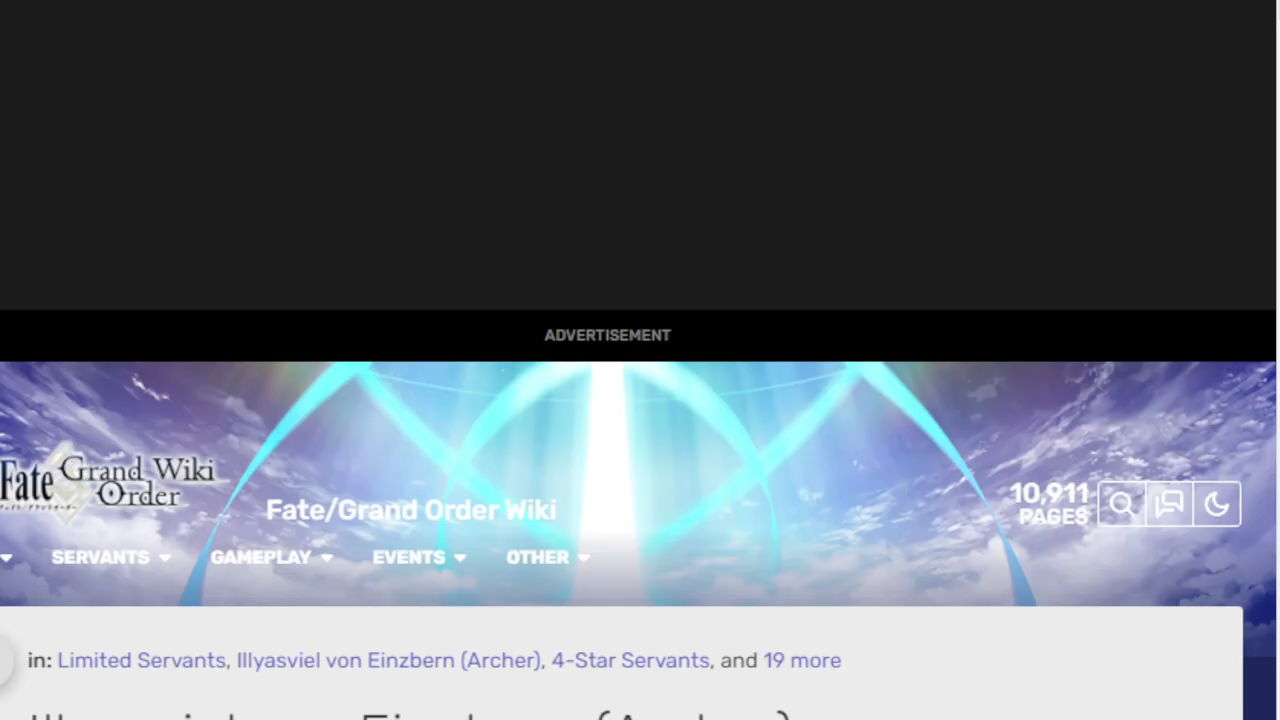 ADVERTISEMENT
Fate Grand Wiki
Order
10,911
PAGES
Fate/Grand Order Wiki
SERVANTS GAMEPLAY EVENTS OTHER
in: Limited Servants, Illyasviel von Einzbern (Archer), 4-Star Servants, and 19 more